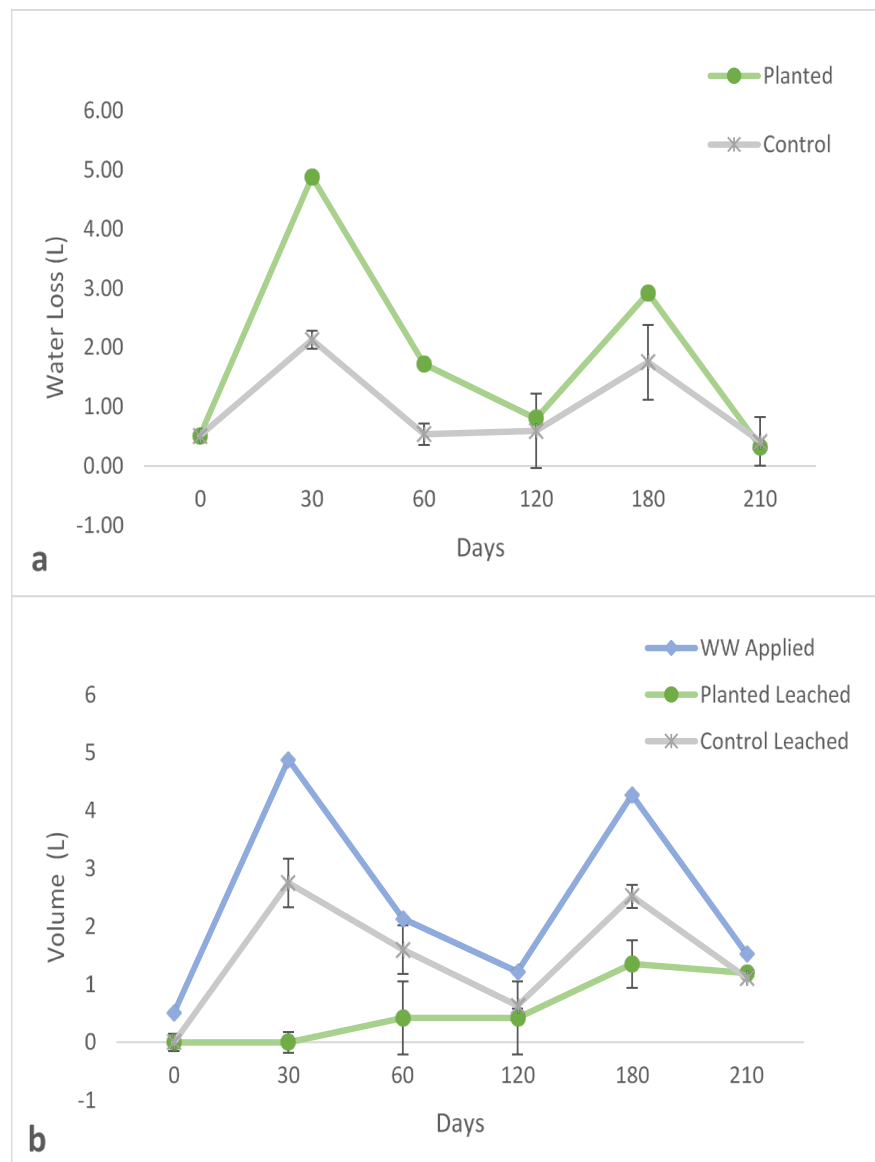 Planted
Control
6.00
5.00
4.00
3.00
2.00
1.00
0.00
-1.00
Water Loss (L)
0 30 60 120 180 210
Days
a
WW Applied
Planted Leached
Control Leached
6
5
4
3
2
1
0
-1
Volume (L)
0 30 60 120 180 210
Days
b